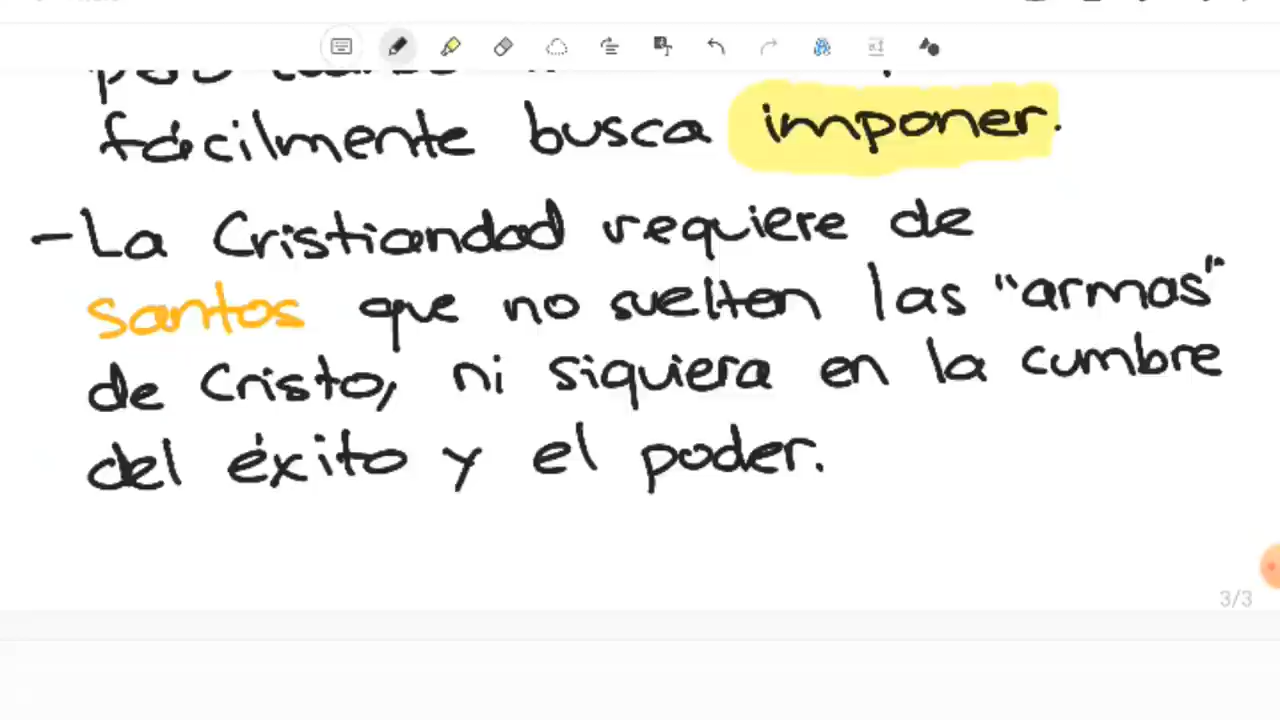 fácilmente busca imponer.
- La Cristiandad requiere de
santos que no suelten las "armas"
de Cristo, ni siquiera en la cumbre
del éxito y el poder.
3/3